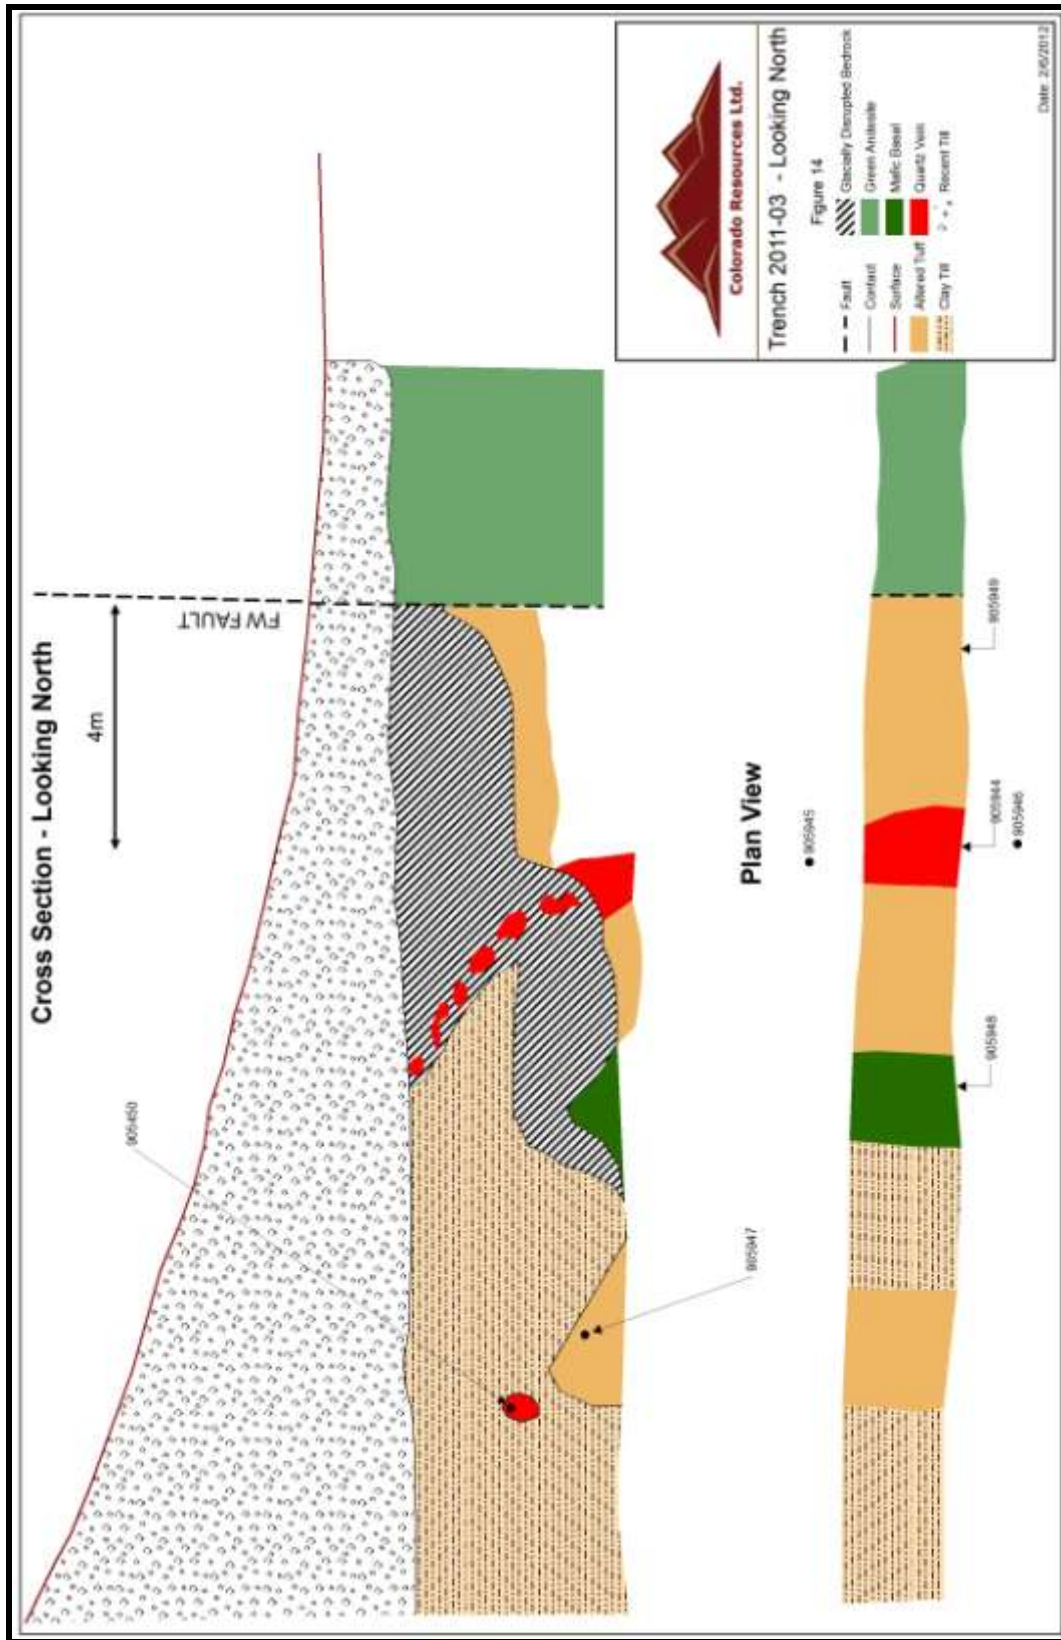 Cross Section - Looking North
4m
FW FAULT
905450
905947
Plan View
905945
905949
905944
905946
905948
Colorado Resources Ltd.
Trench 2011-03 - Looking North
Figure 14
Fault
Contact
Surface
Altered Tuff
Clay Till
Glacially Disrupted Bedrock
Green Andesite
Mafic Basal
Quartz Vein
Recent Till
Date: 2/6/2012